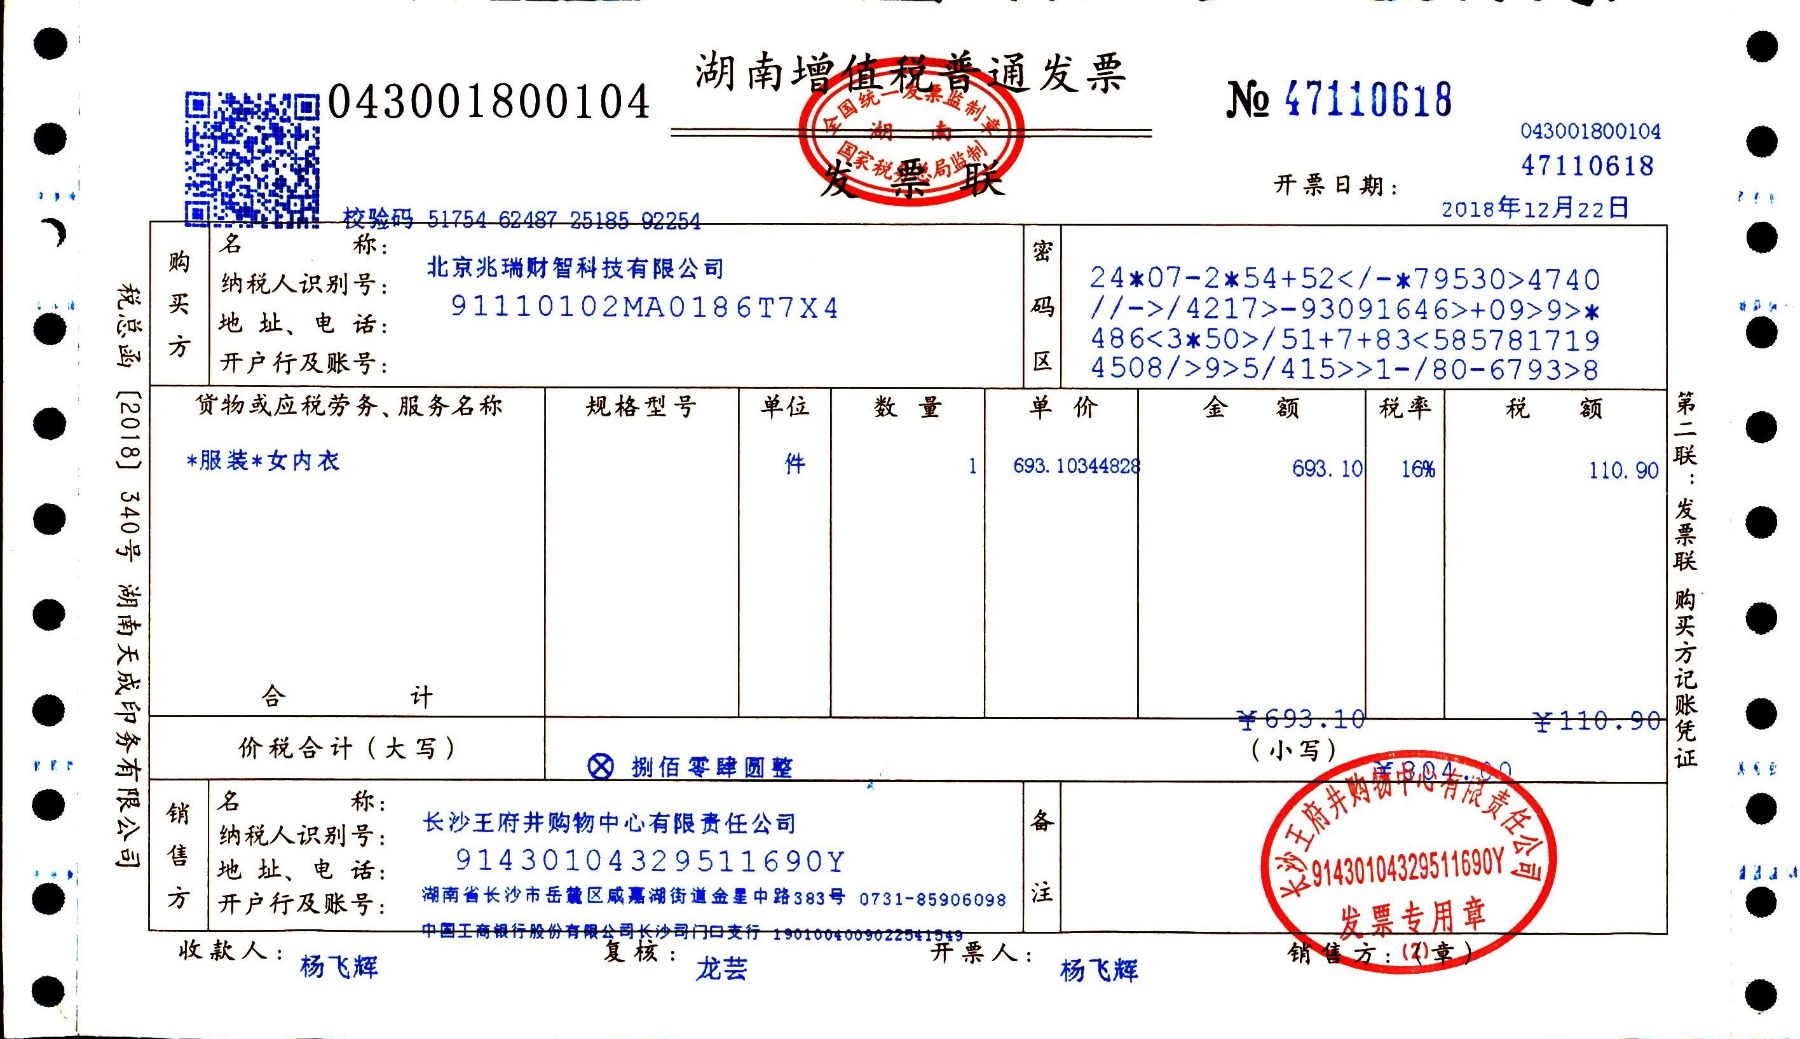 湖南增值税普通发票
043001800104
№ 47110618
全国统一发票监制章
湖 南
国家税务总局监制
发票联
043001800104
47110618
开票日期:
2018年12月22日
校验码 51754 62487 25185 92254
购买方
名称:
北京兆瑞财智科技有限公司
纳税人识别号:
91110102MA0186T7X4
地址、电话:
开户行及账号:
密码区
24*07-2*54+52</-*79530>4740
//->/4217>-93091646>+09>9>*
486<3*50>/51+7+83<585781719
4508/>9>5/415>>1-/80-6793>8
货物或应税劳务、服务名称 规格型号 单位 数量 单价 金额 税率 税额
*服装*女内衣 件 1 693.10344828 693.10 16% 110.90
合计 ¥693.10 ¥110.90
价税合计(大写) ⊗ 捌佰零肆圆整 (小写) ¥804.00
销售方
名称:
长沙王府井购物中心有限责任公司
纳税人识别号:
91430104329511690Y
地址、电话:
湖南省长沙市岳麓区咸嘉湖街道金星中路383号 0731-85906098
开户行及账号:
中国工商银行股份有限公司长沙司门口支行 1901004009022541549
备注
长沙王府井购物中心有限责任公司
91430104329511690Y
发票专用章
(2)
收款人: 杨飞辉 复核: 龙芸 开票人: 杨飞辉 销售方:(章)
税总函〔2018〕340号 湖南天成印务有限公司
第二联:发票联 购买方记账凭证